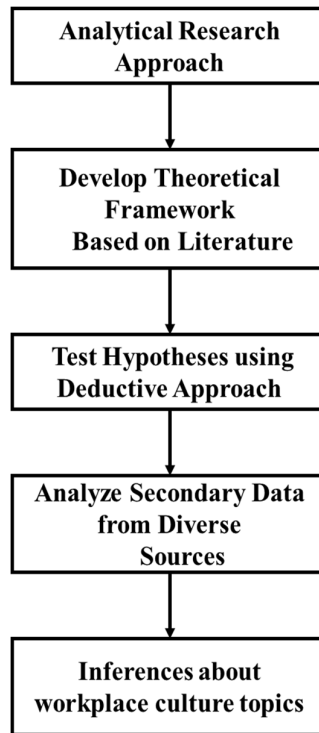 Analytical Research
Approach
Develop Theoretical
Framework
Based on Literature
Test Hypotheses using
Deductive Approach
Analyze Secondary Data
from Diverse
Sources
Inferences about
workplace culture topics